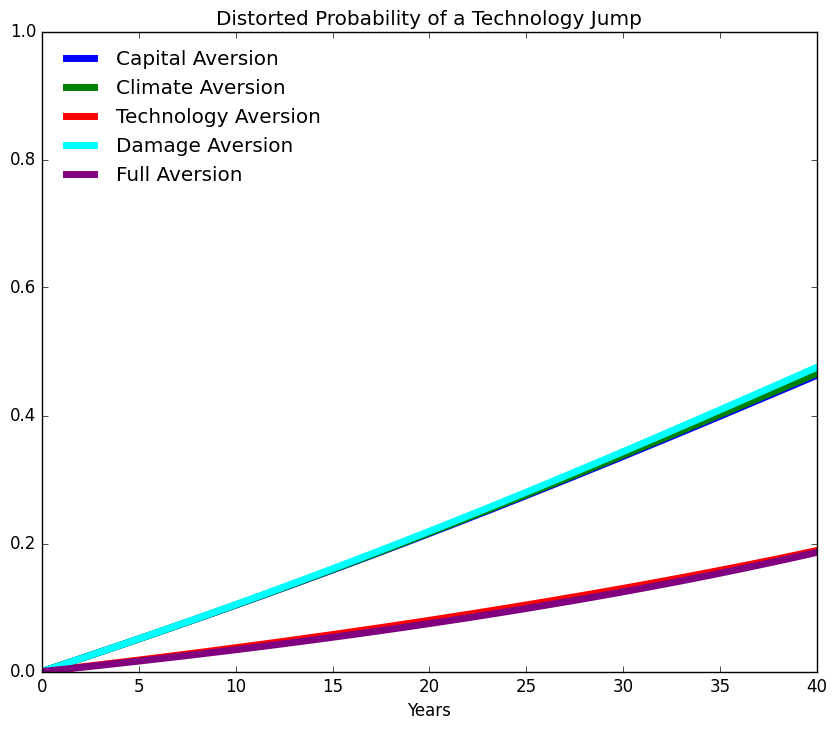 Distorted Probability of a Technology Jump
1.0
Capital Aversion
Climate Aversion
Technology Aversion
Damage Aversion
Full Aversion
0.8
0.6
0.4
0.2
0.0
0 5 10 15 20 25 30 35 40
Years